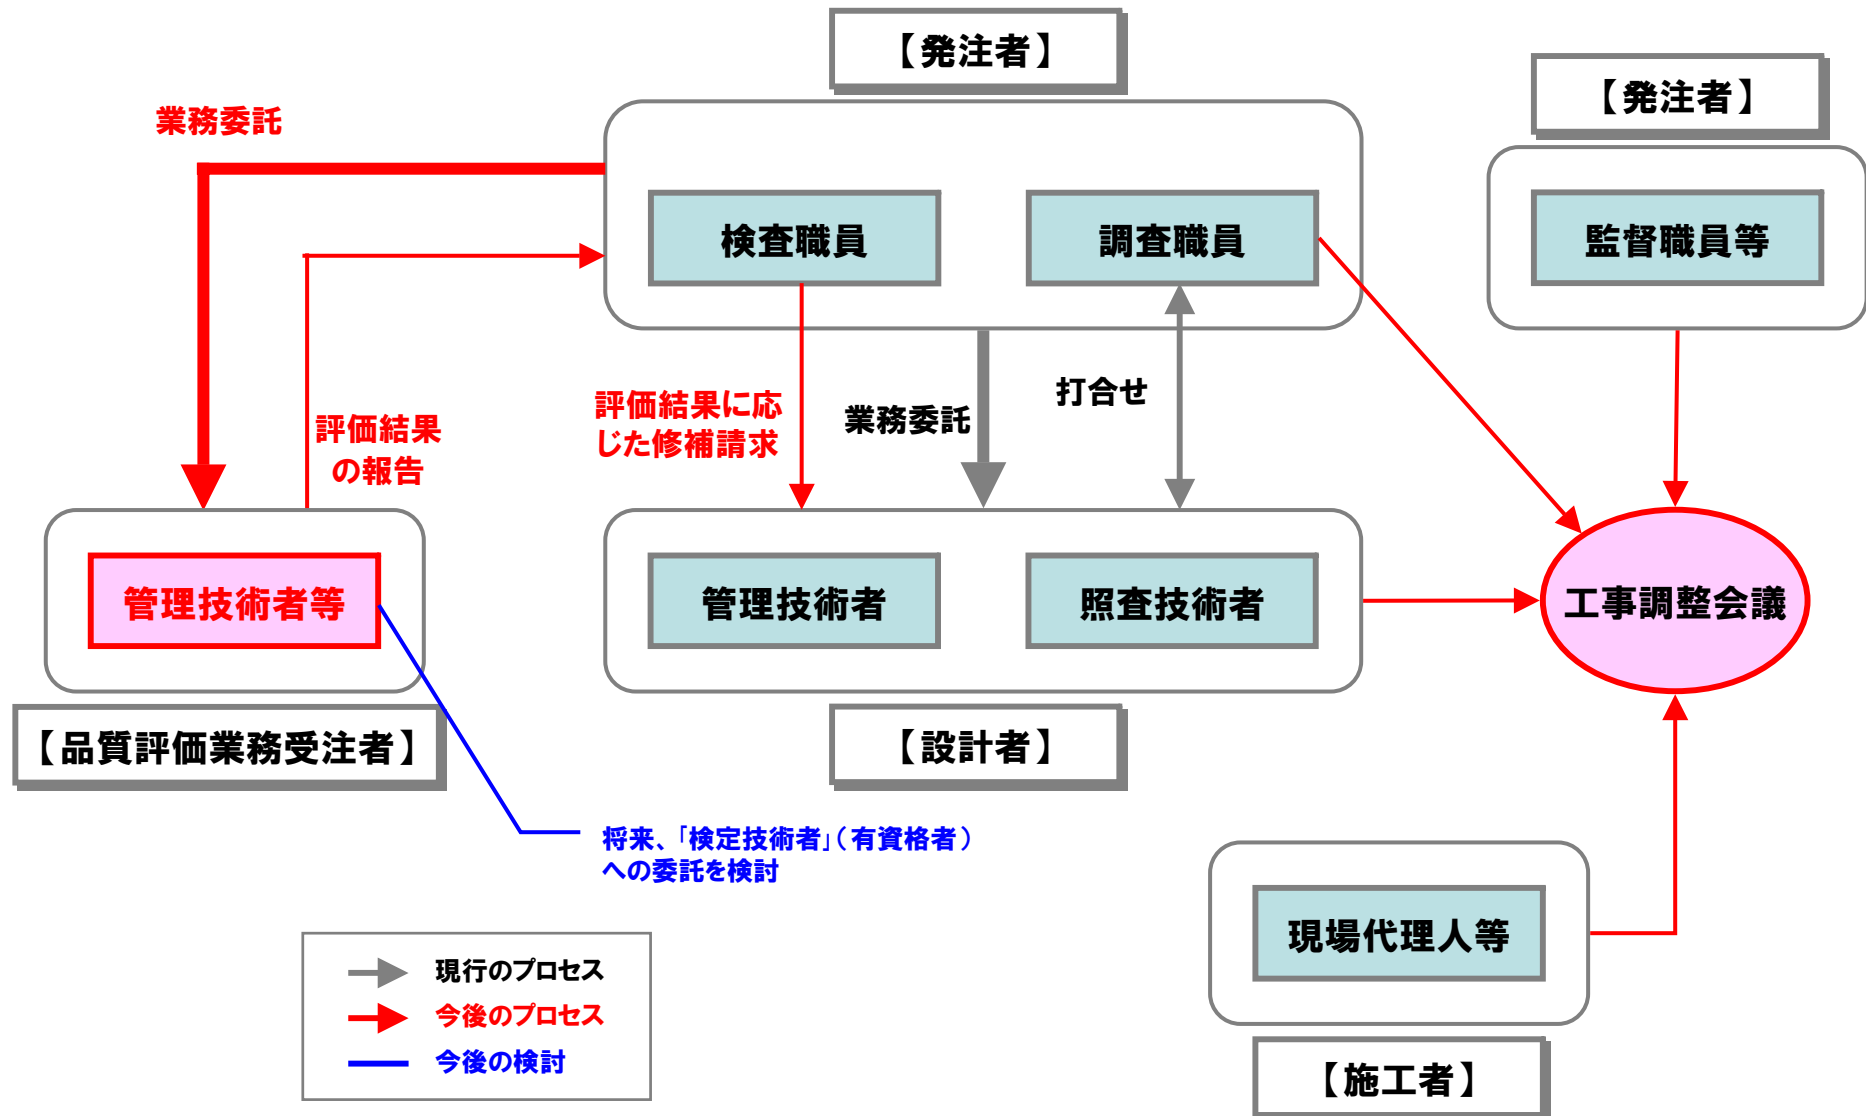 【発注者】
【発注者】
業務委託
検査職員
調査職員
監督職員等
評価結果
の報告
評価結果に応
じた修補請求
業務委託
打合せ
管理技術者等
管理技術者
照査技術者
工事調整会議
【品質評価業務受注者】
【設計者】
将来、「検定技術者」（有資格者）
への委託を検討
現場代理人等
【施工者】
現行のプロセス
今後のプロセス
今後の検討